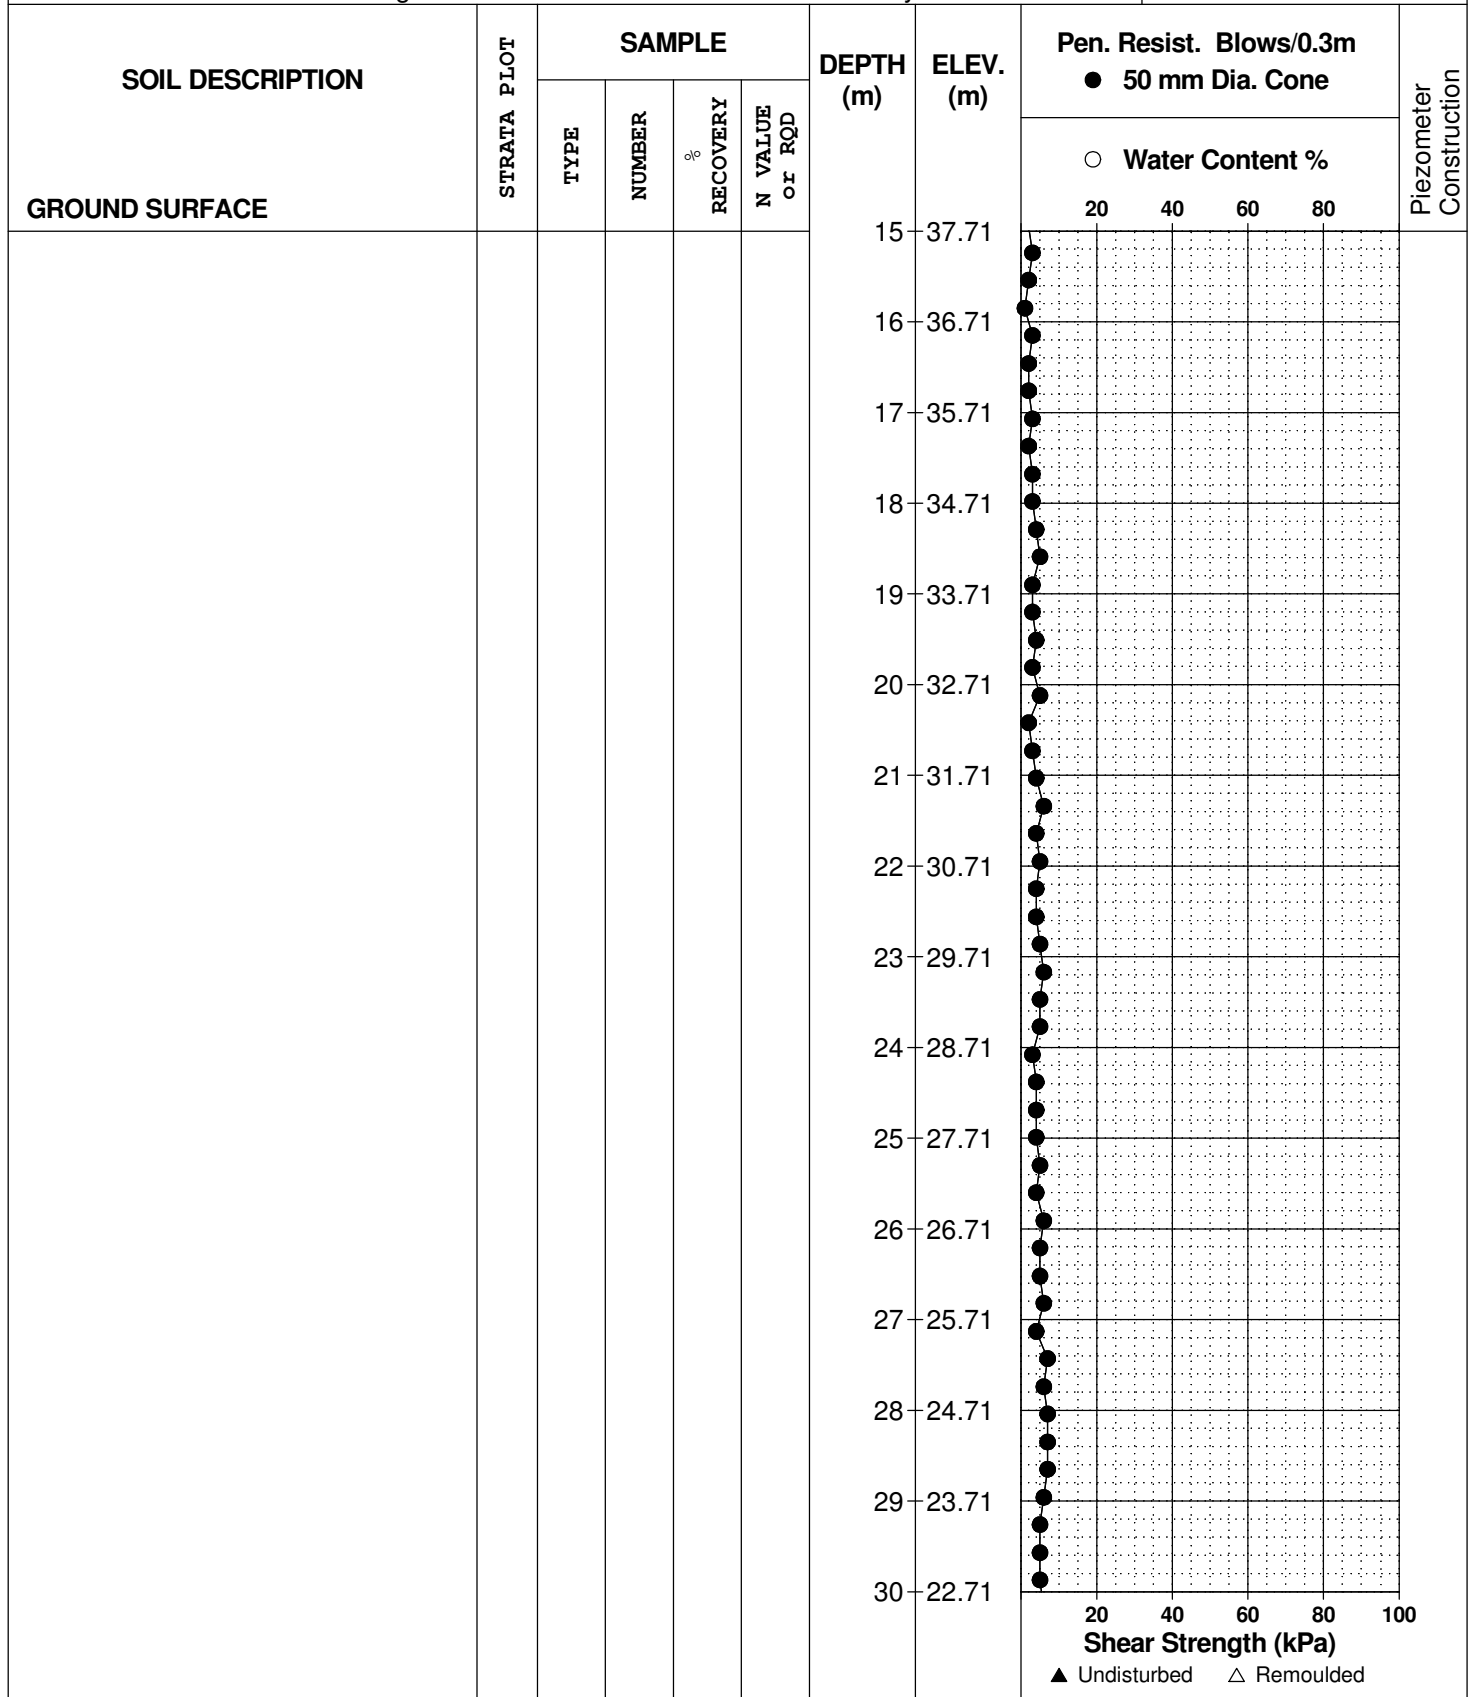 SOIL DESCRIPTION
GROUND SURFACE
STRATA PLOT
SAMPLE
TYPE
NUMBER
%
RECOVERY
N VALUE
or RQD
DEPTH
(m)
ELEV.
(m)
Pen. Resist. Blows/0.3m
● 50 mm Dia. Cone
○ Water Content %
20 40 60 80
Piezometer
Construction
15 37.71
16 36.71
17 35.71
18 34.71
19 33.71
20 32.71
21 31.71
22 30.71
23 29.71
24 28.71
25 27.71
26 26.71
27 25.71
28 24.71
29 23.71
30 22.71
20 40 60 80 100
Shear Strength (kPa)
▲ Undisturbed △ Remoulded